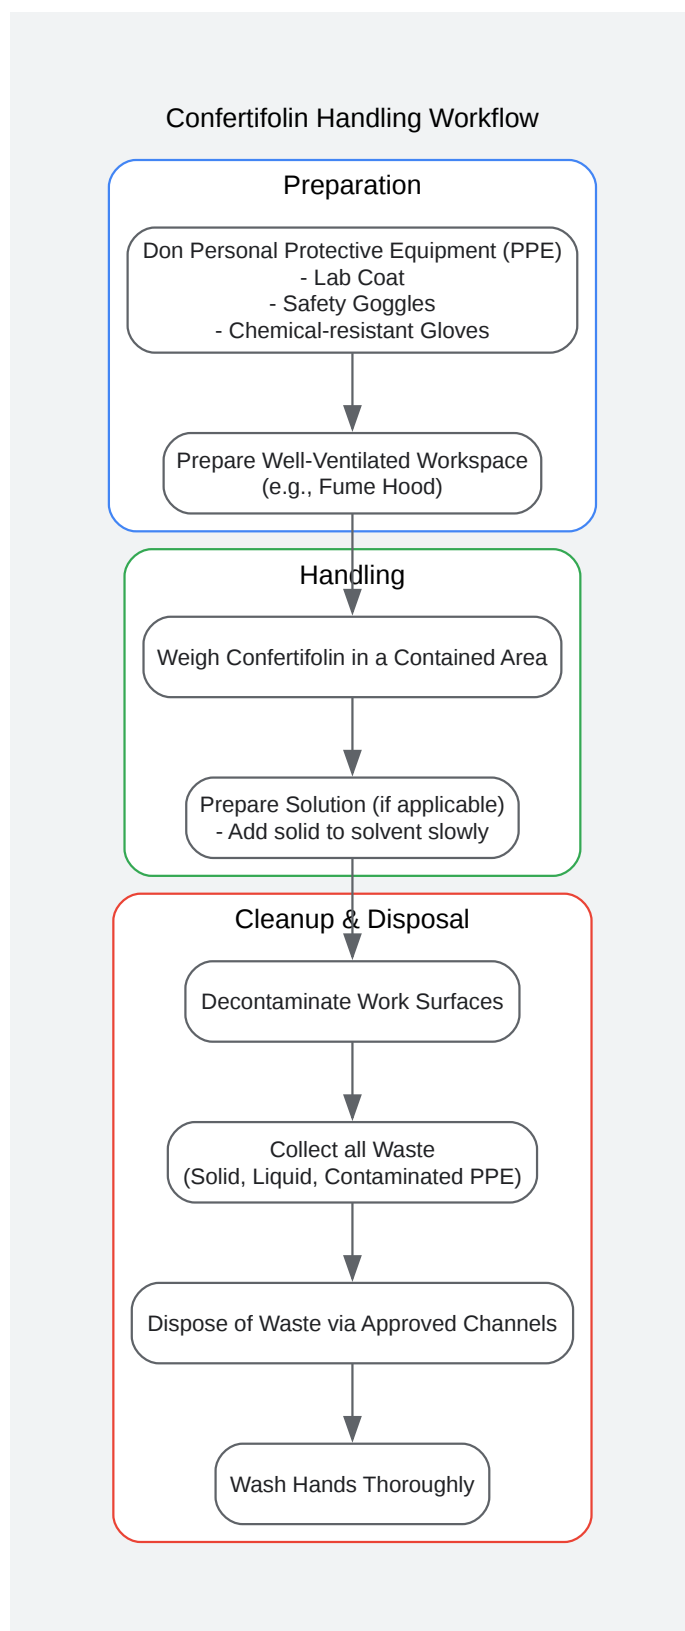 Confertifolin Handling Workflow
Preparation
Don Personal Protective Equipment (PPE)
- Lab Coat
- Safety Goggles
- Chemical-resistant Gloves
Prepare Well-Ventilated Workspace
(e.g., Fume Hood)
Handling
Weigh Confertifolin in a Contained Area
Prepare Solution (if applicable)
- Add solid to solvent slowly
Cleanup & Disposal
Decontaminate Work Surfaces
Collect all Waste
(Solid, Liquid, Contaminated PPE)
Dispose of Waste via Approved Channels
Wash Hands Thoroughly